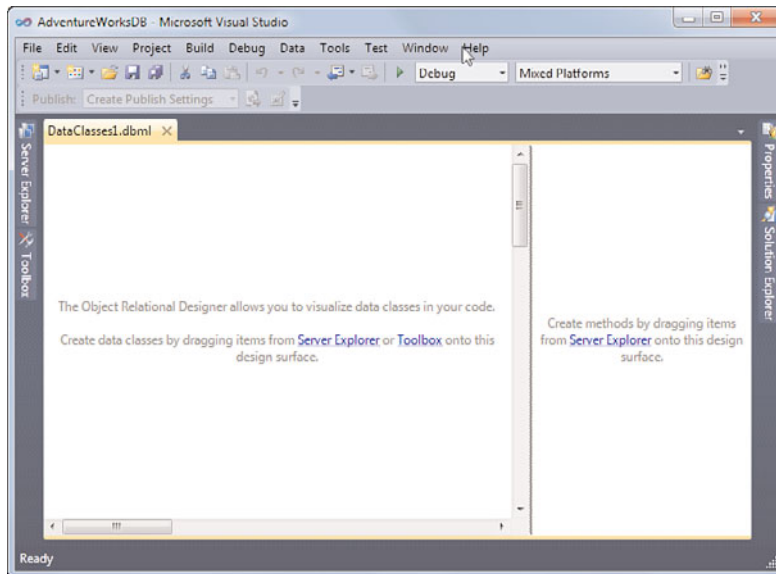 AdventureWorksDB - Microsoft Visual Studio
File Edit View Project Build Debug Data Tools Test Window Help
Debug Mixed Platforms
Publish: Create Publish Settings
DataClasses1.dbml
Server Explorer
Toolbox
The Object Relational Designer allows you to visualize data classes in your code.
Create data classes by dragging items from Server Explorer or Toolbox onto this
design surface.
Create methods by dragging items
from Server Explorer onto this design
surface.
Properties
Solution Explorer
Ready